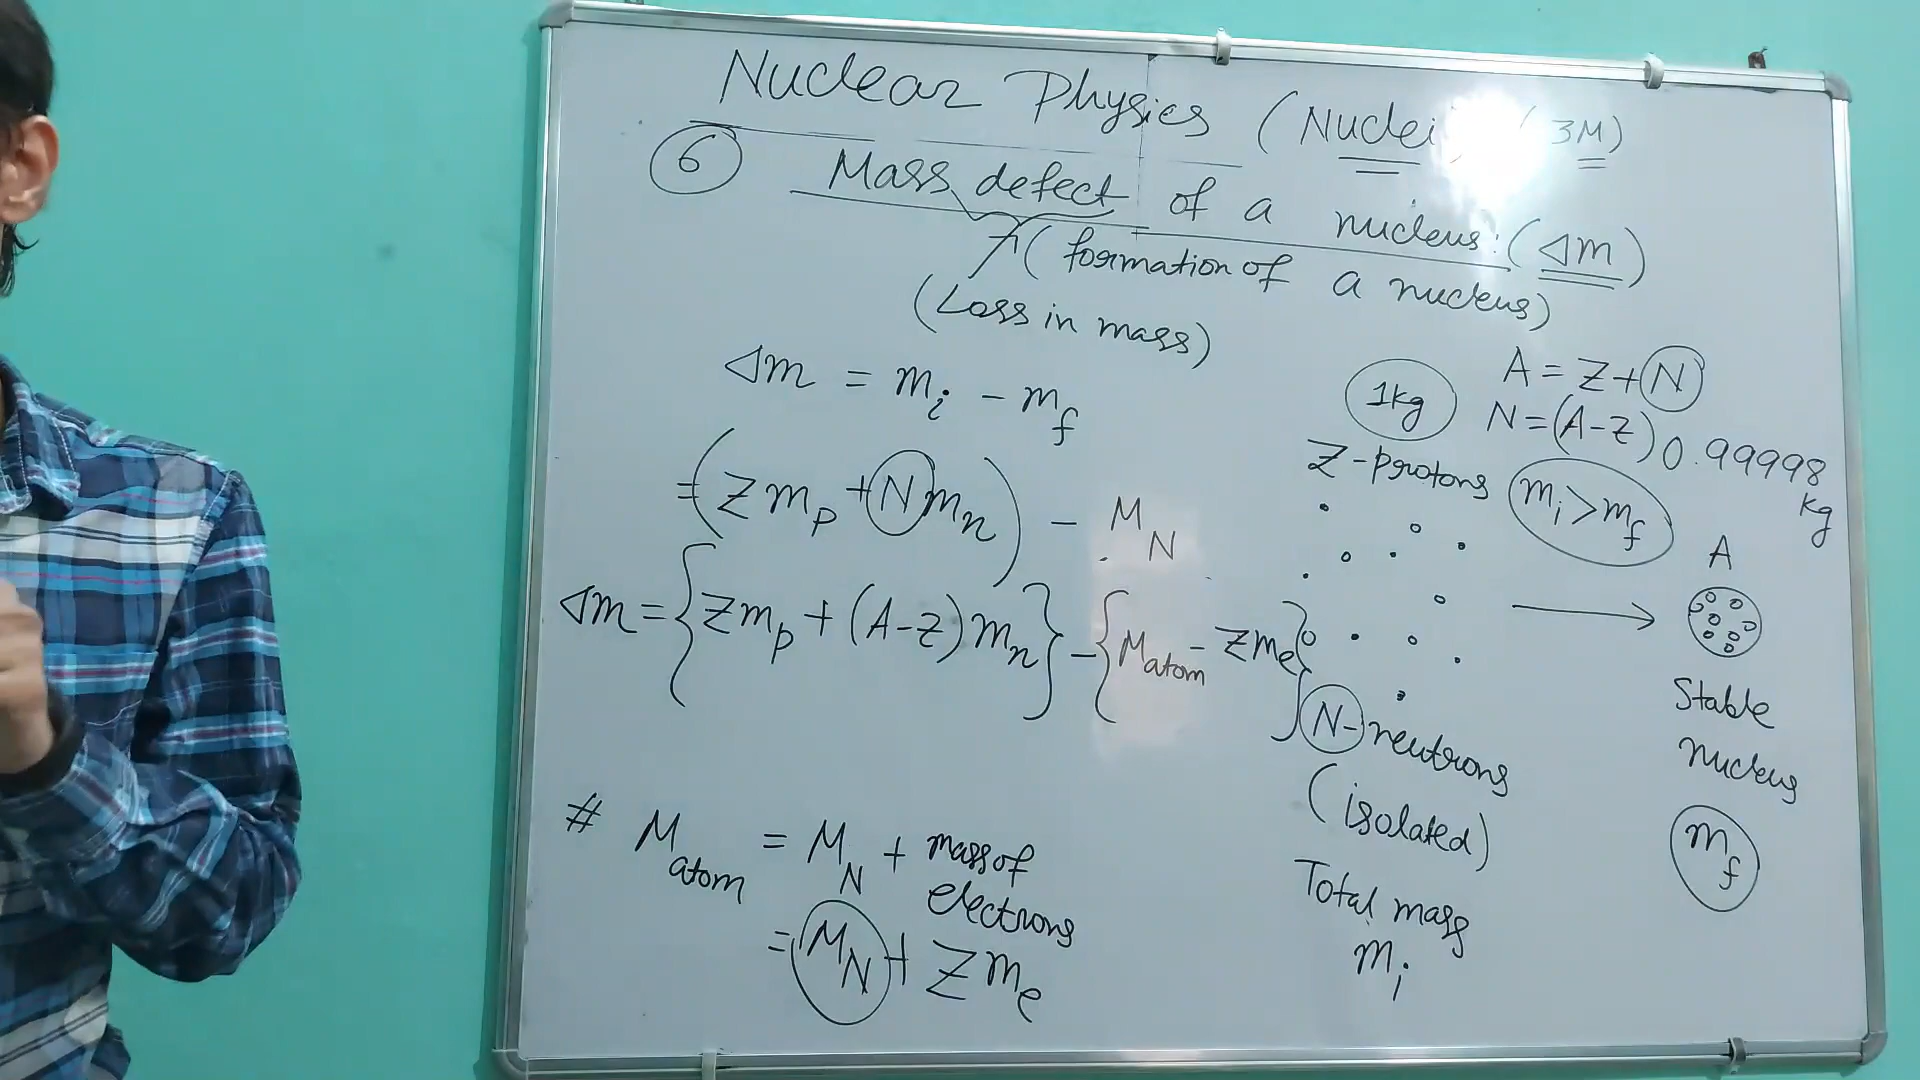 Nuclear Physics (Nuclei) (3M)
6 Mass defect of a nucleus: (Δm)
(formation of a nucleus)
(Loss in mass)
Δm = mi - mf
= (Z mp + N mn) - MN
Δm = {Z mp + (A-Z) mn} - {Matom - Z me}
# Matom = MN + mass of electrons
= MN + Z me
A = Z + N
1kg N = (A-Z) 0.99998 kg
Z-protons mi > mf
A
N-neutrons
(isolated)
Total mass
mi
Stable
nucleus
mf